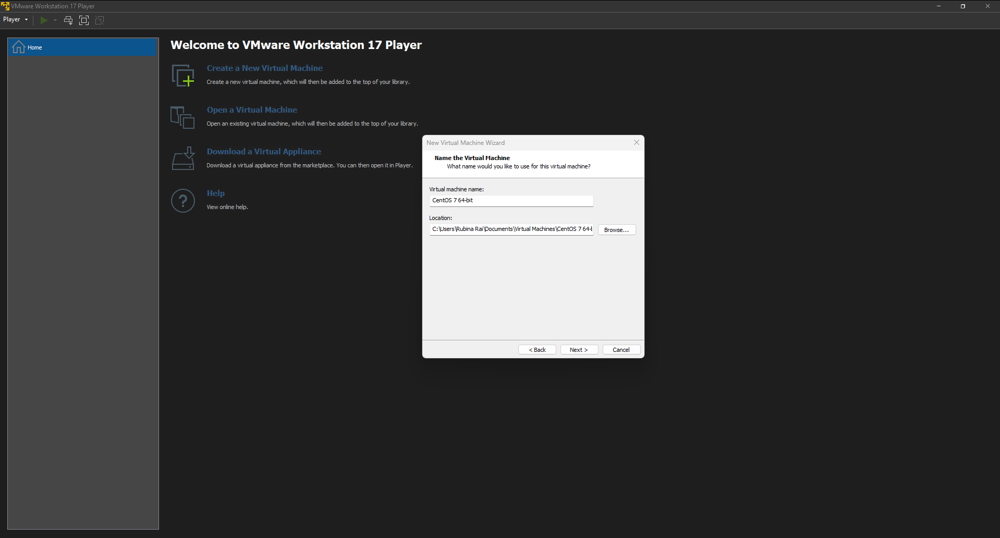 VMware Workstation 17 Player
Player
Home
Welcome to VMware Workstation 17 Player
Create a New Virtual Machine
Create a new virtual machine, which will then be added to the top of your library.
Open a Virtual Machine
Open an existing virtual machine, which will then be added to the top of your library.
Download a Virtual Appliance
Download a virtual appliance from the marketplace. You can then open it in Player.
?
Help
View online help.
New Virtual Machine Wizard
Name the Virtual Machine
What name would you like to use for this virtual machine?
Virtual machine name:
CentOS 7 64-bit
Location:
C:\Users\Rubina Rai\Documents\Virtual Machines\CentOS 7 64-b
Browse...
< Back
Next >
Cancel